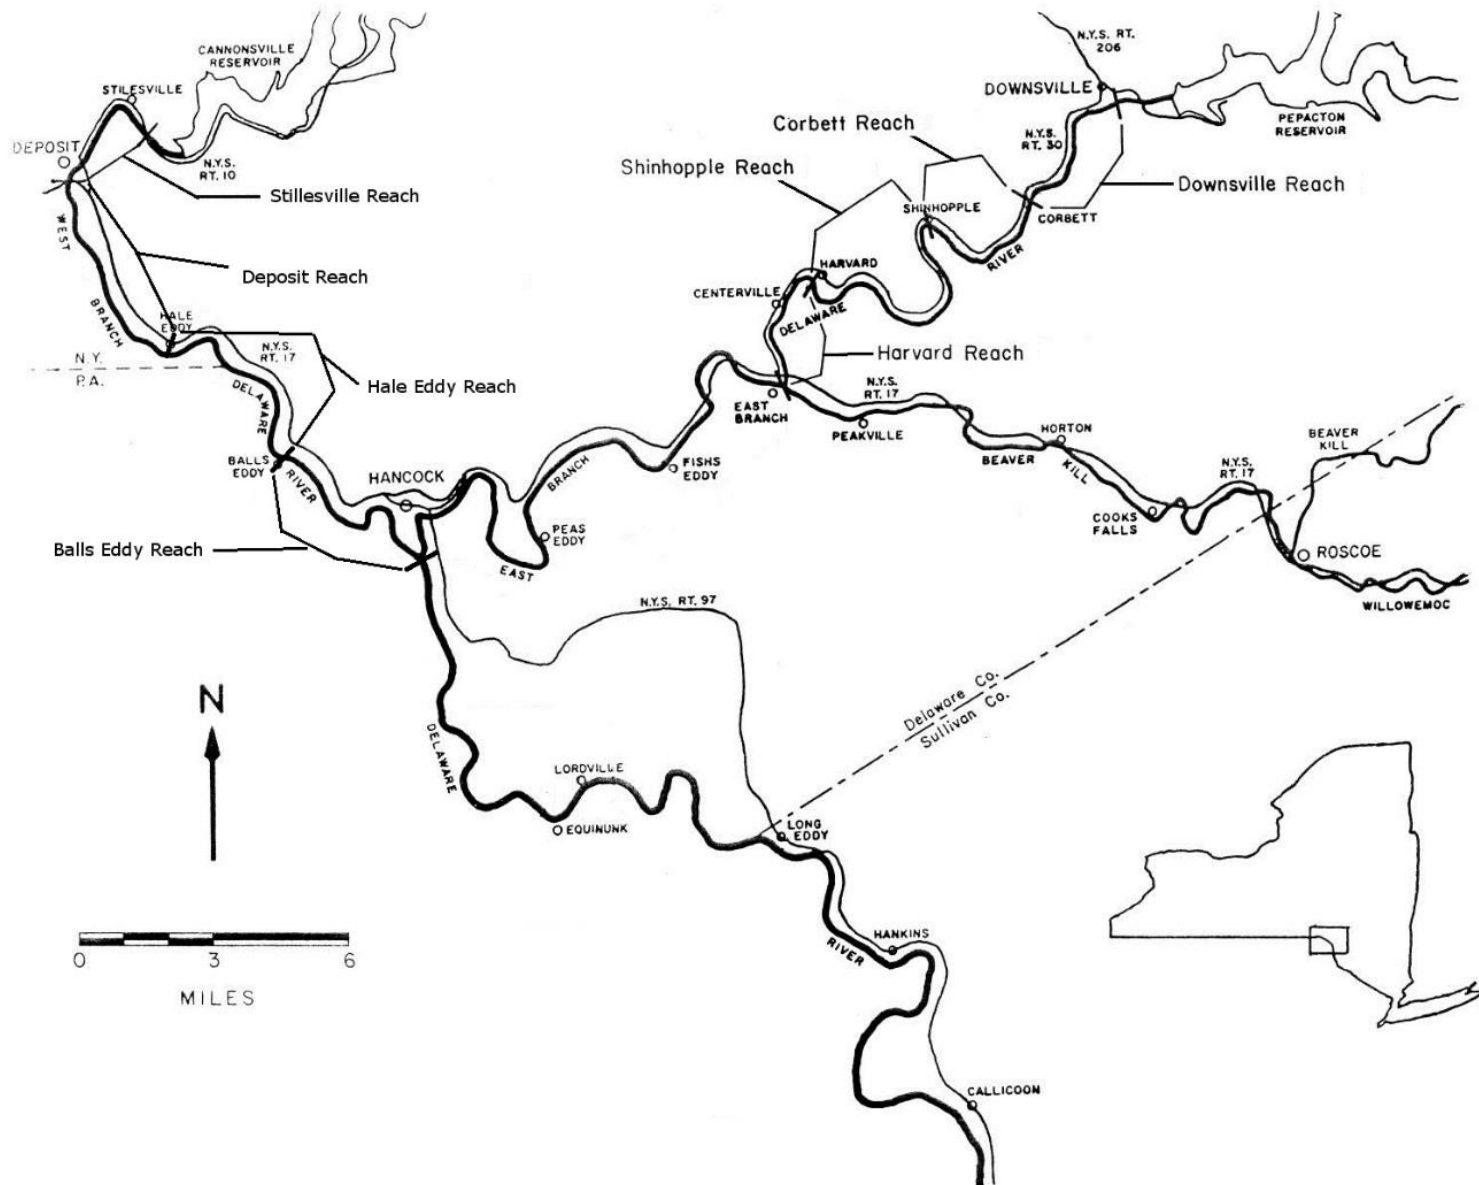 CANNONSVILLE
RESERVOIR
STILESVILLE
DEPOSIT
N.Y.S.
RT. 10
Stillesville Reach
WEST
BRANCH
Deposit Reach
HALE
EDDY
N.Y.S.
RT. 17
N.Y.
P.A.
Hale Eddy Reach
DELAWARE
RIVER
BALLS
EDDY
Balls Eddy Reach
HANCOCK
N.Y.S. RT.
206
DOWNSVILLE
PEPACTON
RESERVOIR
N.Y.S.
RT. 30
Corbett Reach
Shinhopple Reach
Downsville Reach
SHINHOPPLE
CORBETT
RIVER
HARVARD
CENTERVILLE
DELAWARE
Harvard Reach
EAST
BRANCH
N.Y.S.
RT. 17
PEAKVILLE
BEAVER
HORTON
KILL
COOKS
FALLS
N.Y.S.
RT. 17
BEAVER
KILL
ROSCOE
WILLOWEMOC
BRANCH
FISHS
EDDY
PEAS
EDDY
EAST
N.Y.S. RT. 97
Delaware Co.
Sullivan Co.
N
DELAWARE
LORDVILLE
EQUINUNK
LONG
EDDY
RIVER
HANKINS
CALLICOON
0 3 6
MILES